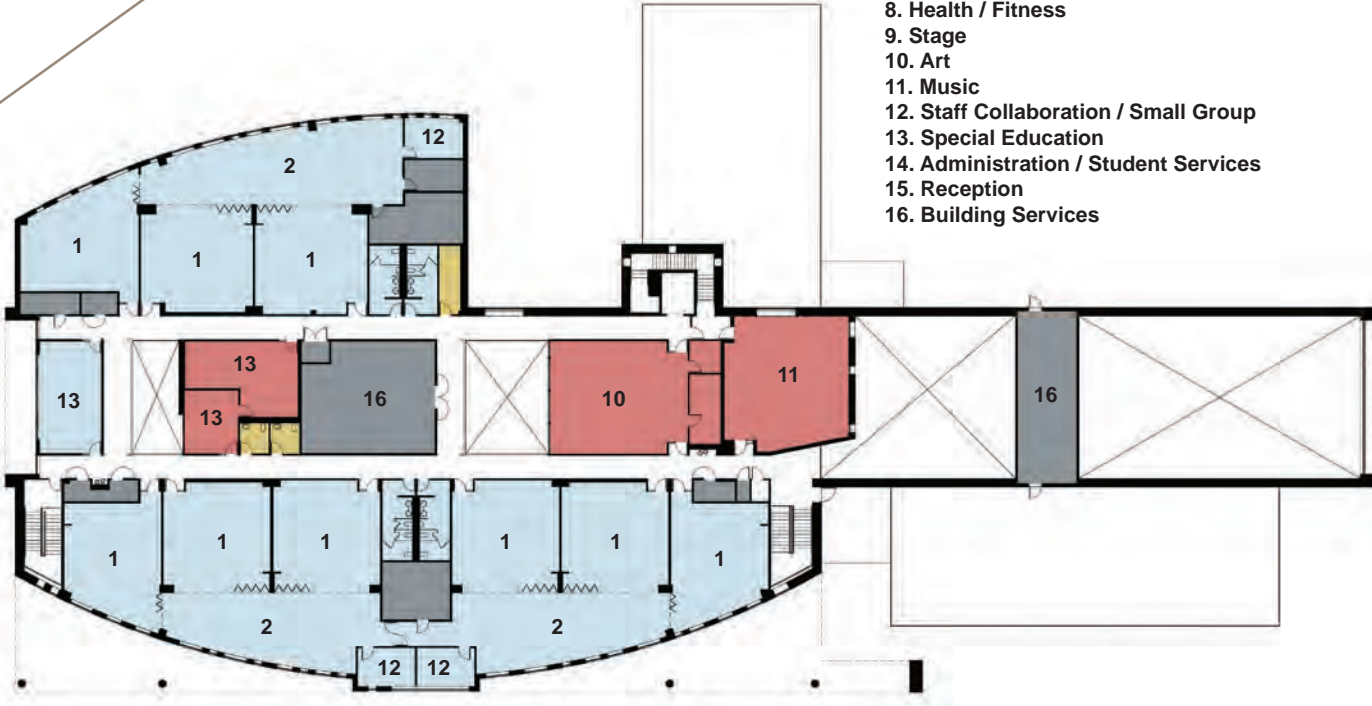 8. Health / Fitness
9. Stage
10. Art
11. Music
12. Staff Collaboration / Small Group
13. Special Education
14. Administration / Student Services
15. Reception
16. Building Services
12
2
1
1
1
13
13
13
16
10
11
16
1
1
1
1
1
1
2
2
12
12